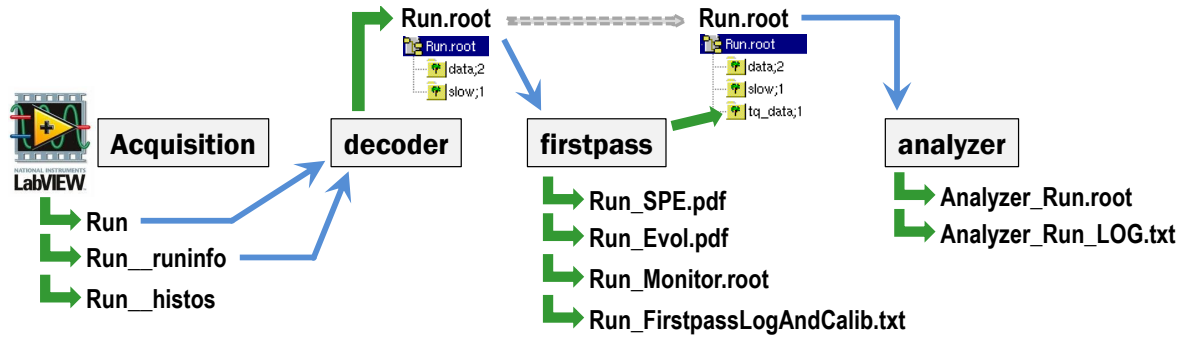 Run.root
Run.root
Run.root
data;2
slow;1
Run.root
data;2
slow;1
tq_data;1
NATIONAL INSTRUMENTS
LabVIEW
Acquisition
decoder
firstpass
analyzer
Run
Run__runinfo
Run__histos
Run_SPE.pdf
Run_Evol.pdf
Run_Monitor.root
Run_FirstpassLogAndCalib.txt
Analyzer_Run.root
Analyzer_Run_LOG.txt